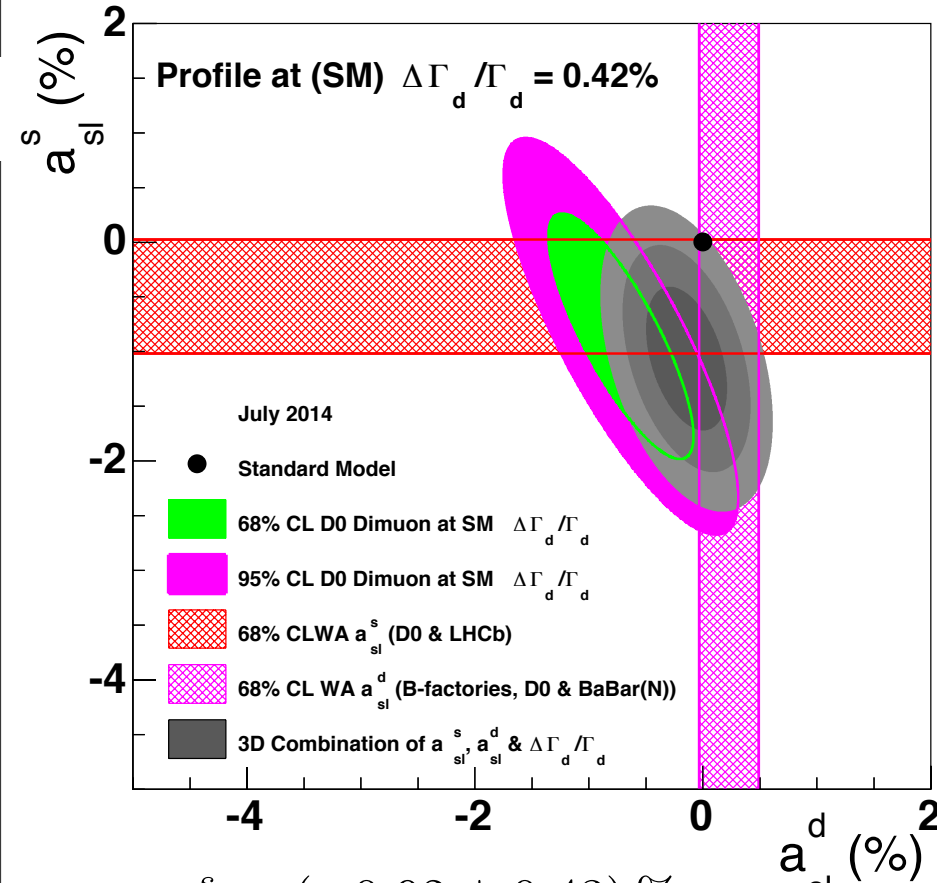 2
a^s_sl (%)
Profile at (SM) ΔΓ_d/Γ_d = 0.42%
0
July 2014
-2
Standard Model
68% CL D0 Dimuon at SM ΔΓ_d/Γ_d
95% CL D0 Dimuon at SM ΔΓ_d/Γ_d
68% CLWA a^s_sl (D0 & LHCb)
-4
68% CL WA a^d_sl (B-factories, D0 & BaBar(N))
3D Combination of a^s_sl, a^d_sl & ΔΓ_d/Γ_d
-4 -2 0 2
a^d (%)